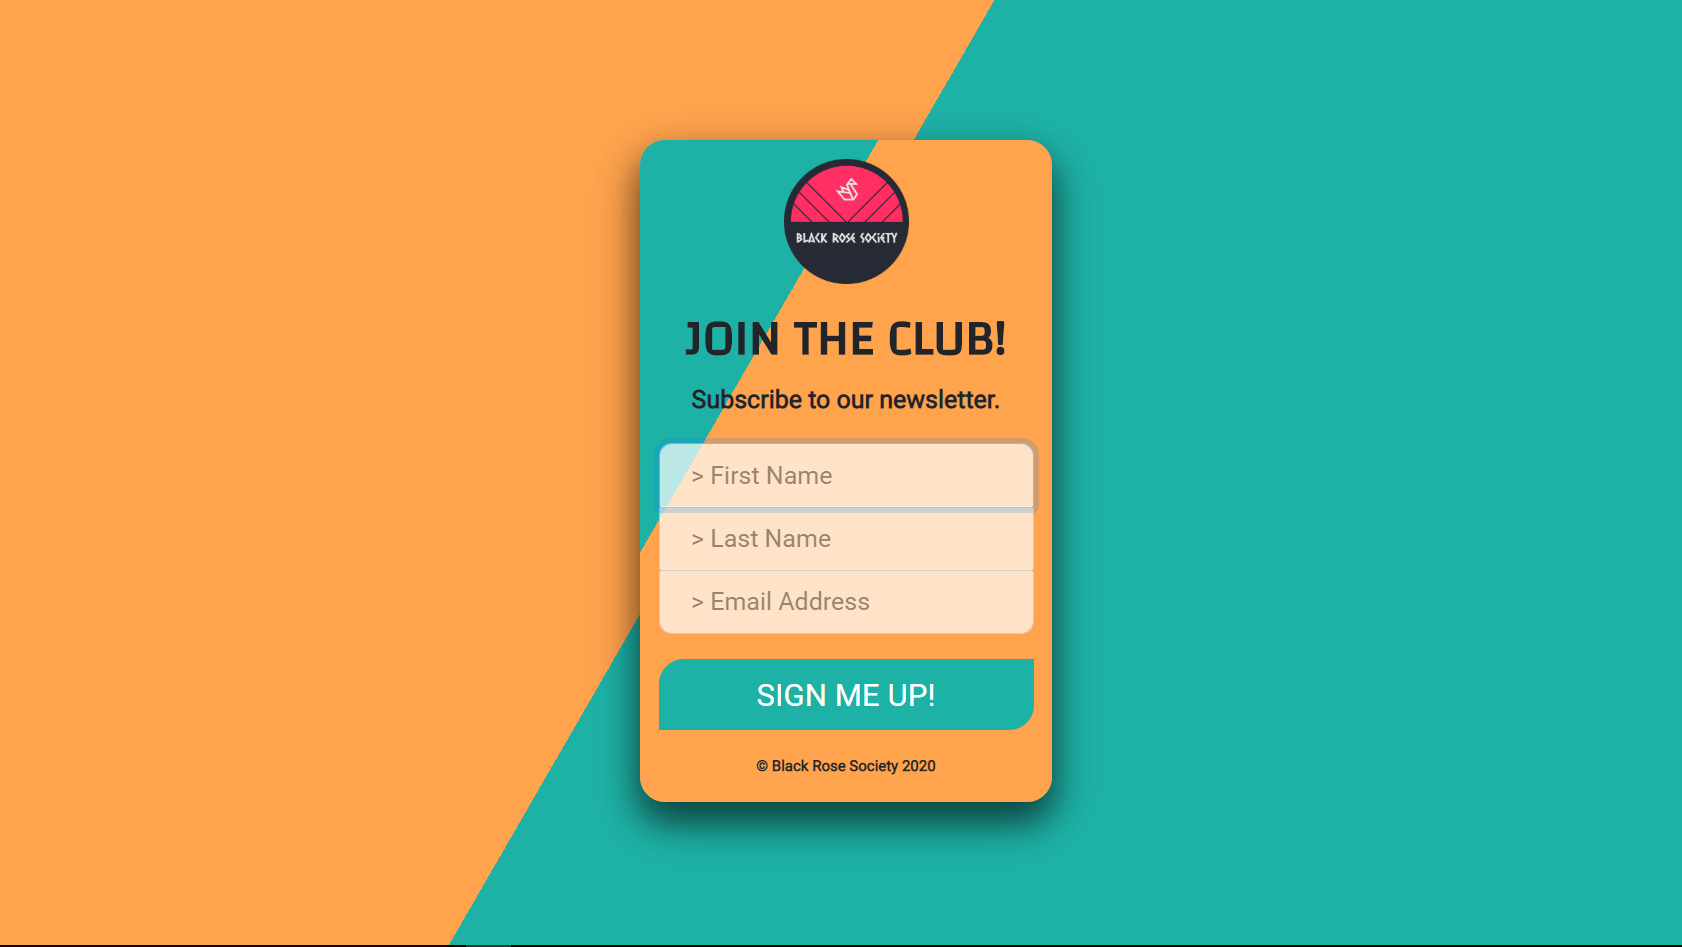 BLACK ROSE SOCiETY
JOIN THE CLUB!
Subscribe to our newsletter.
> First Name
> Last Name
> Email Address
SIGN ME UP!
© Black Rose Society 2020